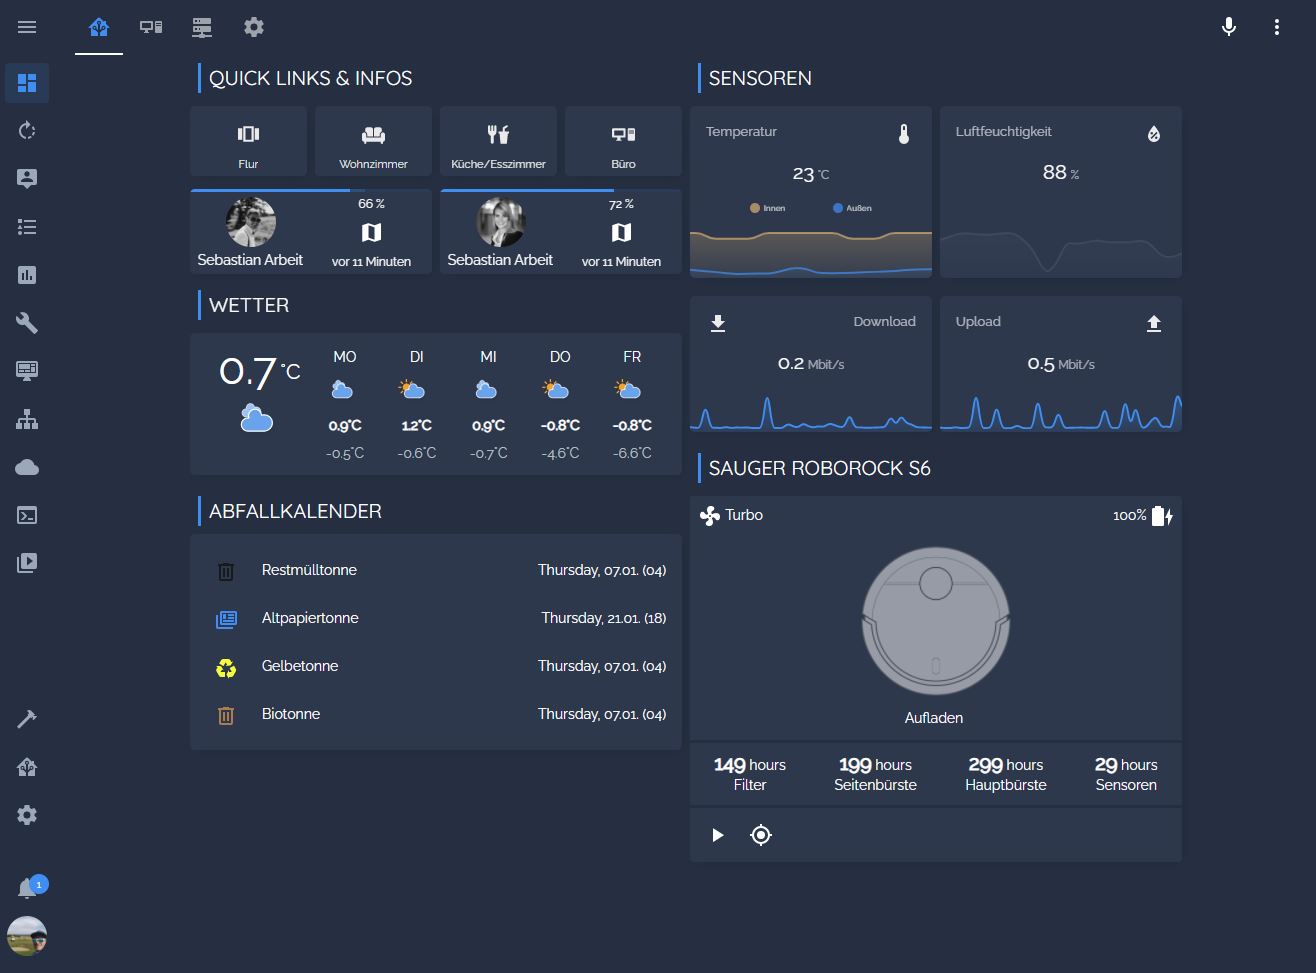 QUICK LINKS & INFOS
Flur
Wohnzimmer
Küche/Esszimmer
Büro
66 %
Sebastian Arbeit
vor 11 Minuten
72 %
Sebastian Arbeit
vor 11 Minuten
WETTER
0.7 °C
MO DI MI DO FR
0.9°C 1.2°C 0.9°C -0.8°C -0.8°C
-0.5°C -0.6°C -0.7°C -4.6°C -6.6°C
ABFALLKALENDER
Restmülltonne Thursday, 07.01. (04)
Altpapiertonne Thursday, 21.01. (18)
Gelbetonne Thursday, 07.01. (04)
Biotonne Thursday, 07.01. (04)
SENSOREN
Temperatur
23 °C
Innen Außen
Luftfeuchtigkeit
88 %
Download
0.2 Mbit/s
Upload
0.5 Mbit/s
SAUGER ROBOROCK S6
Turbo 100%
Aufladen
149 hours 199 hours 299 hours 29 hours
Filter Seitenbürste Hauptbürste Sensoren
1